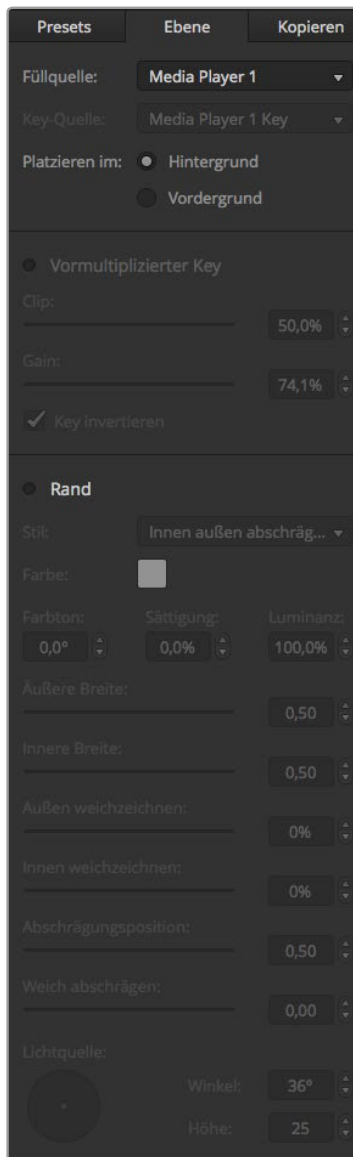 Presets Ebene Kopieren
Füllquelle: Media Player 1
Key-Quelle: Media Player 1 Key
Platzieren im: Hintergrund
Vordergrund
Vormultiplizierter Key
Clip:
50,0%
Gain:
74,1%
Key invertieren
Rand
Stil: Innen außen abschräg...
Farbe:
Farbton: Sättigung: Luminanz:
0,0° 0,0% 100,0%
Äußere Breite:
0,50
Innere Breite:
0,50
Außen weichzeichnen:
0%
Innen weichzeichnen:
0%
Abschrägungsposition:
0,50
Weich abschrägen:
0,00
Lichtquelle:
Winkel: 36°
Höhe: 25